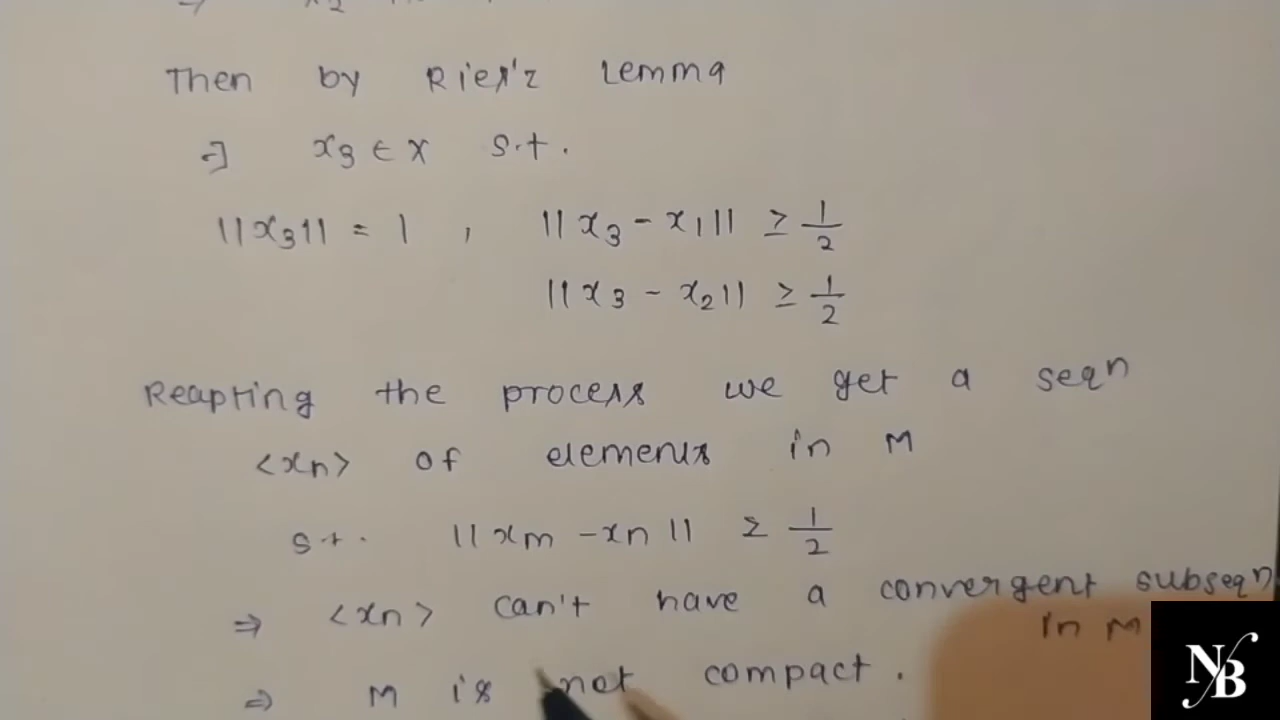 Then by Riesz's Lemma
∃ x3 ∈ X s.t.
||x3|| = 1 , ||x3 - x1|| ≥ 1/2
||x3 - x2|| ≥ 1/2
Reapting the process we get a seqn
<xn> of elements in M
s.t. ||xm - xn|| ≥ 1/2
⇒ <xn> can't have a convergent subseqn
in M
⇒ M is not compact.
NB